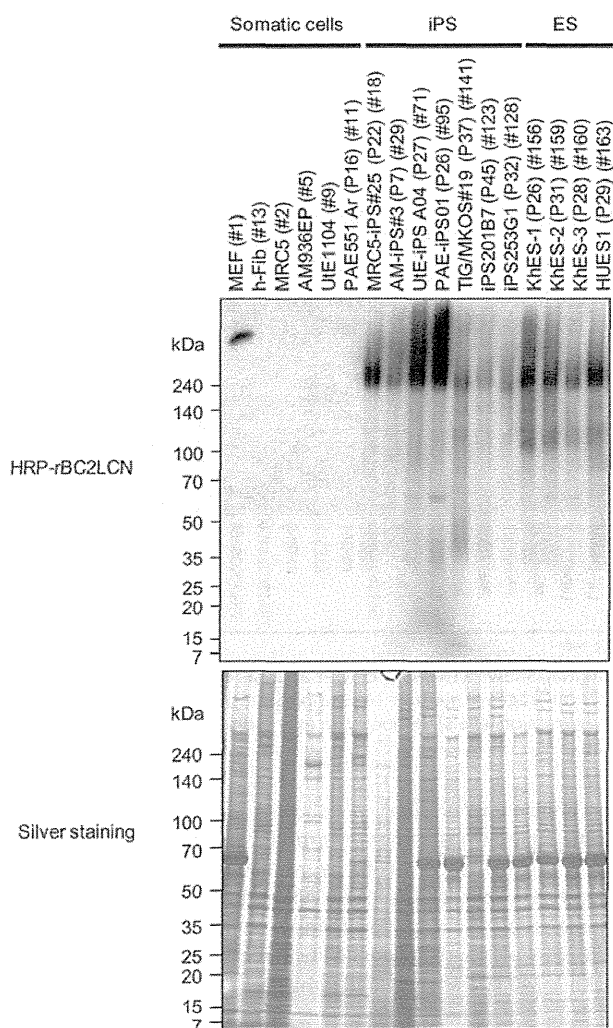 Somatic cells iPS ES
MEF (#1)
h-Fib (#13)
MRC5 (#2)
AM936EP (#5)
UtE1104 (#9)
PAE551 Ar (P16) (#11)
MRC5-iPS#25 (P22) (#18)
AM-iPS#3 (P7) (#29)
UtE-iPS A04 (P27) (#71)
PAE-iPS01 (P26) (#95)
TIG/MKOS#19 (P37) (#141)
iPS201B7 (P45) (#123)
iPS253G1 (P32) (#128)
KhES-1 (P26) (#156)
KhES-2 (P31) (#159)
KhES-3 (P28) (#160)
HUES1 (P29) (#163)
kDa
240
140
100
HRP-rBC2LCN
70
50
35
25
20
15
7
kDa
240
140
100
Silver staining
70
50
35
25
20
15
7